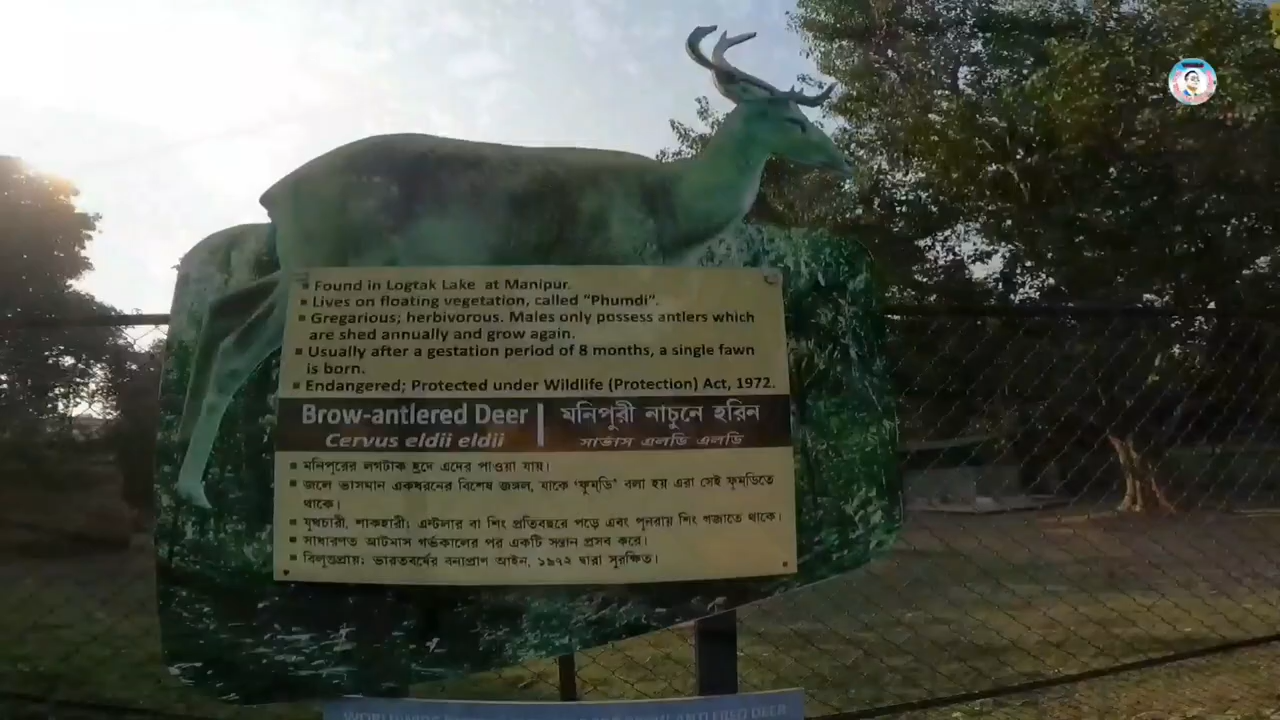 ▪ Found in Logtak Lake at Manipur.
▪ Lives on floating vegetation, called “Phumdi”.
▪ Gregarious; herbivorous. Males only possess antlers which
are shed annually and grow again.
▪ Usually after a gestation period of 8 months, a single fawn
is born.
▪ Endangered; Protected under Wildlife (Protection) Act, 1972.
Brow-antlered Deer | মনিপুরী নাচুনে হরিন
Cervus eldii eldii সার্ভাস এলডি এলডি
▪ মনিপুরের লগটাক হ্রদে এদের পাওয়া যায়।
▪ জলে ভাসমান একধরনের বিশেষ জঙ্গল, যাকে ‘ফুম্‌ডি’ বলা হয় এরা সেই ফুম্‌ডিতে
থাকে।
▪ যুথচারী, শাকহারী; এন্টলার বা শিং প্রতিবছরে পড়ে এবং পুনরায় শিং গজাতে থাকে।
▪ সাধারণত আটমাস গর্ভকালের পর একটি সন্তান প্রসব করে।
▪ বিলুপ্তপ্রায়; ভারতবর্ষের বন্যপ্রাণ আইন, ১৯৭২ দ্বারা সুরক্ষিত।
BROW ANTLERED DEER